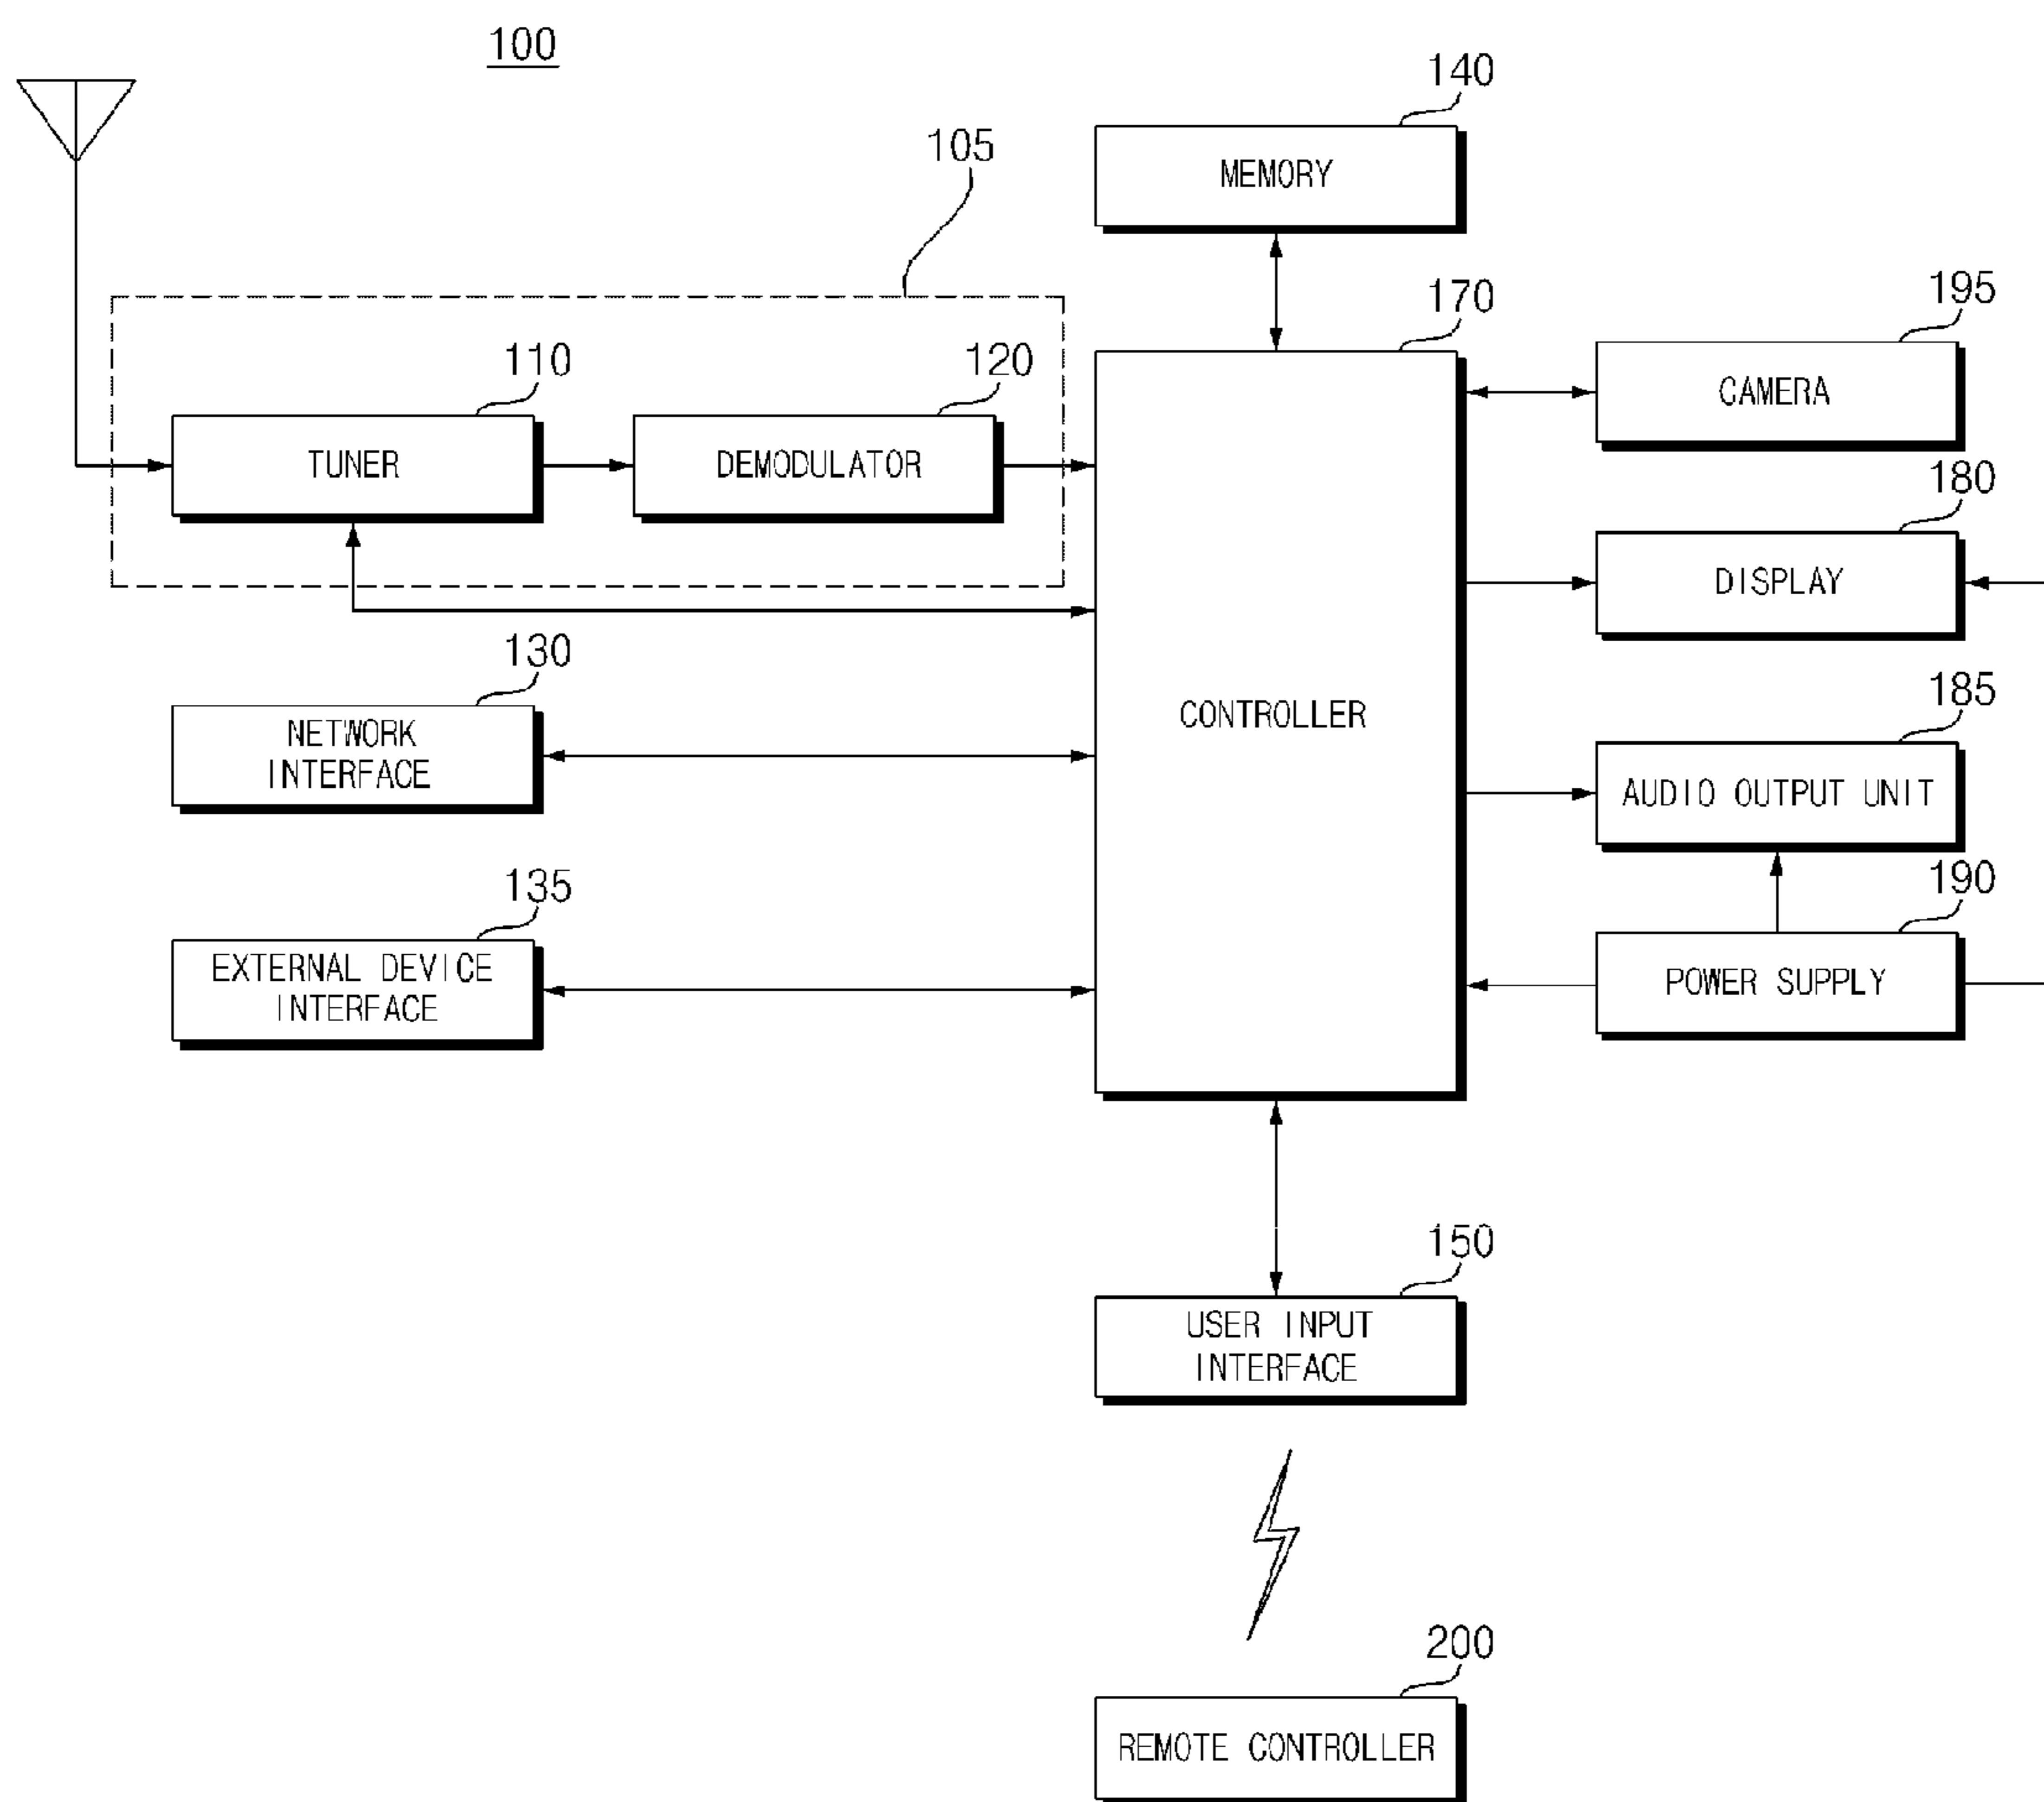 100
140
MEMORY
105
170
195
110
120
CAMERA
TUNER
DEMODULATOR
180
DISPLAY
130
NETWORK
INTERFACE
CONTROLLER
185
AUDIO OUTPUT UNIT
135
EXTERNAL DEVICE
INTERFACE
190
POWER SUPPLY
150
USER INPUT
INTERFACE
200
REMOTE CONTROLLER